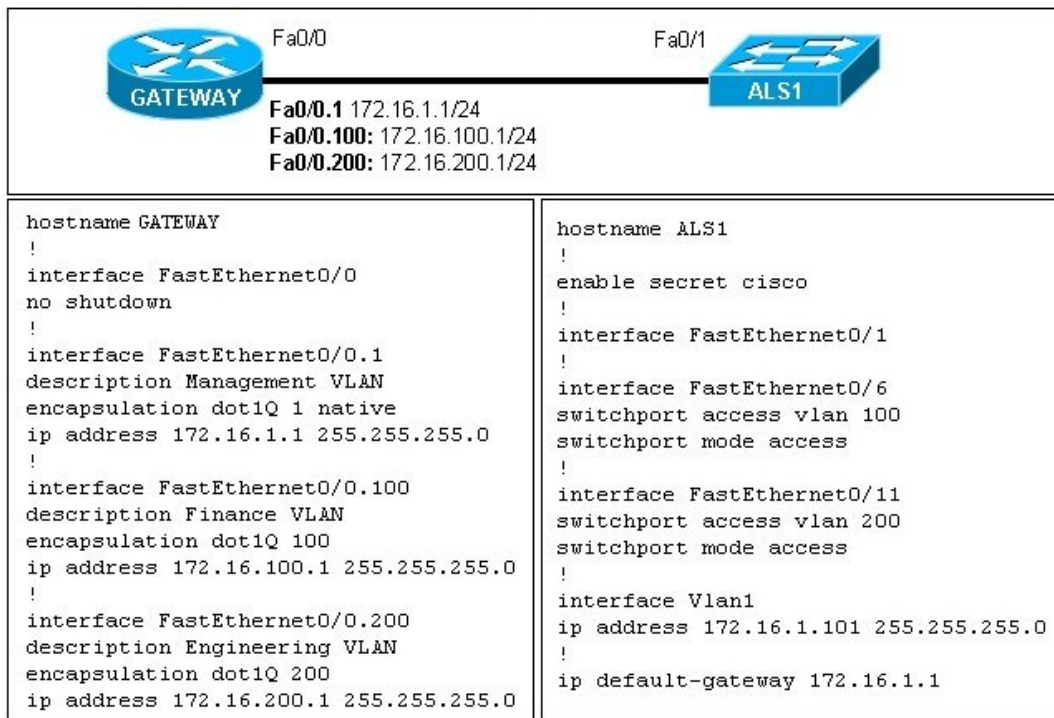 Fa0/0
Fa0/1
GATEWAY
ALS1
Fa0/0.1 172.16.1.1/24
Fa0/0.100: 172.16.100.1/24
Fa0/0.200: 172.16.200.1/24
hostname GATEWAY
!
interface FastEthernet0/0
no shutdown
!
interface FastEthernet0/0.1
description Management VLAN
encapsulation dot1Q 1 native
ip address 172.16.1.1 255.255.255.0
!
interface FastEthernet0/0.100
description Finance VLAN
encapsulation dot1Q 100
ip address 172.16.100.1 255.255.255.0
!
interface FastEthernet0/0.200
description Engineering VLAN
encapsulation dot1Q 200
ip address 172.16.200.1 255.255.255.0
hostname ALS1
!
enable secret cisco
!
interface FastEthernet0/1
!
interface FastEthernet0/6
switchport access vlan 100
switchport mode access
!
interface FastEthernet0/11
switchport access vlan 200
switchport mode access
!
interface Vlan1
ip address 172.16.1.101 255.255.255.0
!
ip default-gateway 172.16.1.1